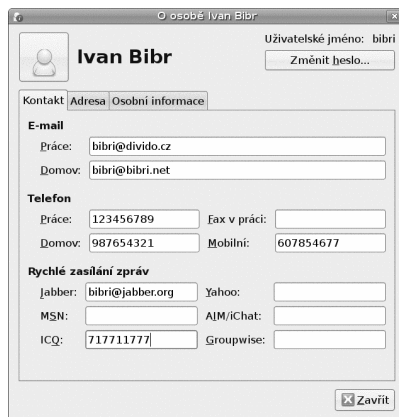 O osobě Ivan Bibr
Ivan Bibr
Uživatelské jméno: bibri
Změnit heslo...
Kontakt Adresa Osobní informace
E-mail
Práce: bibri@divido.cz
Domov: bibri@bibri.net
Telefon
Práce: 123456789 Fax v práci:
Domov: 987654321 Mobilní: 607854677
Rychlé zasílání zpráv
Jabber: bibri@jabber.org Yahoo:
MSN: AIM/iChat:
ICQ: 717711777 Groupwise:
Zavřít